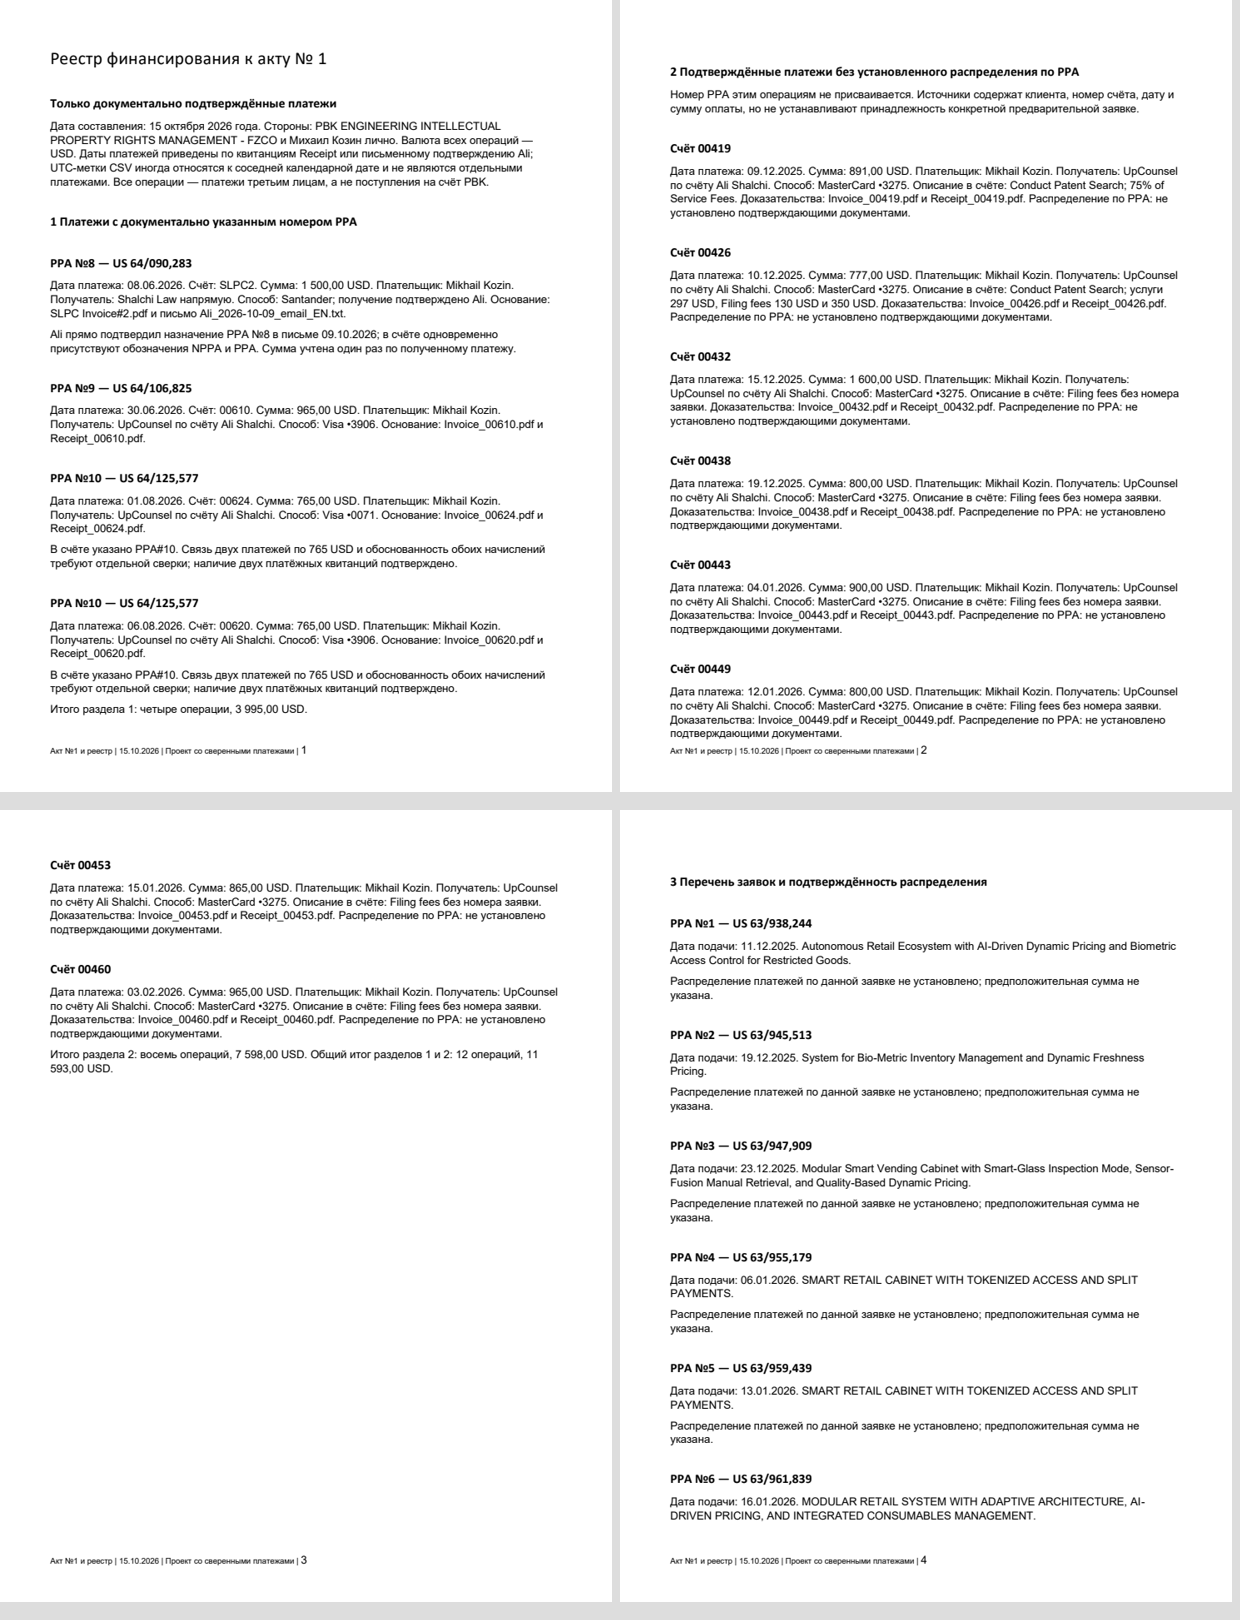 Реестр финансирования к акту № 1
Только документально подтверждённые платежи
Дата составления: 15 октября 2026 года. Стороны: PBK ENGINEERING INTELLECTUAL
PROPERTY RIGHTS MANAGEMENT - FZCO и Михаил Козин лично. Валюта всех операций —
USD. Даты платежей приведены по квитанциям Receipt или письменному подтверждению Ali;
UTC-метки CSV иногда относятся к соседней календарной дате и не являются отдельными
платежами. Все операции — платежи третьим лицам, а не поступления на счёт PBK.
1 Платежи с документально указанным номером PPA
PPA №8 — US 64/090,283
Дата платежа: 08.06.2026. Счёт: SLPC2. Сумма: 1 500,00 USD. Плательщик: Mikhail Kozin.
Получатель: Shalchi Law напрямую. Способ: Santander; получение подтверждено Ali. Основание:
SLPC Invoice#2.pdf и письмо Ali_2026-10-09_email_EN.txt.
Ali прямо подтвердил назначение PPA №8 в письме 09.10.2026; в счёте одновременно
присутствуют обозначения NPPA и PPA. Сумма учтена один раз по полученному платежу.
PPA №9 — US 64/106,825
Дата платежа: 30.06.2026. Счёт: 00610. Сумма: 965,00 USD. Плательщик: Mikhail Kozin.
Получатель: UpCounsel по счёту Ali Shalchi. Способ: Visa •3906. Основание: Invoice_00610.pdf и
Receipt_00610.pdf.
PPA №10 — US 64/125,577
Дата платежа: 01.08.2026. Счёт: 00624. Сумма: 765,00 USD. Плательщик: Mikhail Kozin.
Получатель: UpCounsel по счёту Ali Shalchi. Способ: Visa •0071. Основание: Invoice_00624.pdf и
Receipt_00624.pdf.
В счёте указано PPA#10. Связь двух платежей по 765 USD и обоснованность обоих начислений
требуют отдельной сверки; наличие двух платёжных квитанций подтверждено.
PPA №10 — US 64/125,577
Дата платежа: 06.08.2026. Счёт: 00620. Сумма: 765,00 USD. Плательщик: Mikhail Kozin.
Получатель: UpCounsel по счёту Ali Shalchi. Способ: Visa •3906. Основание: Invoice_00620.pdf и
Receipt_00620.pdf.
В счёте указано PPA#10. Связь двух платежей по 765 USD и обоснованность обоих начислений
требуют отдельной сверки; наличие двух платёжных квитанций подтверждено.
Итого раздела 1: четыре операции, 3 995,00 USD.
Акт №1 и реестр | 15.10.2026 | Проект со сверенными платежами | 1
2 Подтверждённые платежи без установленного распределения по PPA
Номер PPA этим операциям не присваивается. Источники содержат клиента, номер счёта, дату и
сумму оплаты, но не устанавливают принадлежность конкретной предварительной заявке.
Счёт 00419
Дата платежа: 09.12.2025. Сумма: 891,00 USD. Плательщик: Mikhail Kozin. Получатель: UpCounsel
по счёту Ali Shalchi. Способ: MasterCard •3275. Описание в счёте: Conduct Patent Search; 75% of
Service Fees. Доказательства: Invoice_00419.pdf и Receipt_00419.pdf. Распределение по PPA: не
установлено подтверждающими документами.
Счёт 00426
Дата платежа: 10.12.2025. Сумма: 777,00 USD. Плательщик: Mikhail Kozin. Получатель: UpCounsel
по счёту Ali Shalchi. Способ: MasterCard •3275. Описание в счёте: Conduct Patent Search; услуги
297 USD, Filing fees 130 USD и 350 USD. Доказательства: Invoice_00426.pdf и Receipt_00426.pdf.
Распределение по PPA: не установлено подтверждающими документами.
Счёт 00432
Дата платежа: 15.12.2025. Сумма: 1 600,00 USD. Плательщик: Mikhail Kozin. Получатель:
UpCounsel по счёту Ali Shalchi. Способ: MasterCard •3275. Описание в счёте: Filing fees без номера
заявки. Доказательства: Invoice_00432.pdf и Receipt_00432.pdf. Распределение по PPA: не
установлено подтверждающими документами.
Счёт 00438
Дата платежа: 19.12.2025. Сумма: 800,00 USD. Плательщик: Mikhail Kozin. Получатель: UpCounsel
по счёту Ali Shalchi. Способ: MasterCard •3275. Описание в счёте: Filing fees без номера заявки.
Доказательства: Invoice_00438.pdf и Receipt_00438.pdf. Распределение по PPA: не установлено
подтверждающими документами.
Счёт 00443
Дата платежа: 04.01.2026. Сумма: 900,00 USD. Плательщик: Mikhail Kozin. Получатель: UpCounsel
по счёту Ali Shalchi. Способ: MasterCard •3275. Описание в счёте: Filing fees без номера заявки.
Доказательства: Invoice_00443.pdf и Receipt_00443.pdf. Распределение по PPA: не установлено
подтверждающими документами.
Счёт 00449
Дата платежа: 12.01.2026. Сумма: 800,00 USD. Плательщик: Mikhail Kozin. Получатель: UpCounsel
по счёту Ali Shalchi. Способ: MasterCard •3275. Описание в счёте: Filing fees без номера заявки.
Доказательства: Invoice_00449.pdf и Receipt_00449.pdf. Распределение по PPA: не установлено
подтверждающими документами.
Акт №1 и реестр | 15.10.2026 | Проект со сверенными платежами | 2
Счёт 00453
Дата платежа: 15.01.2026. Сумма: 865,00 USD. Плательщик: Mikhail Kozin. Получатель: UpCounsel
по счёту Ali Shalchi. Способ: MasterCard •3275. Описание в счёте: Filing fees без номера заявки.
Доказательства: Invoice_00453.pdf и Receipt_00453.pdf. Распределение по PPA: не установлено
подтверждающими документами.
Счёт 00460
Дата платежа: 03.02.2026. Сумма: 965,00 USD. Плательщик: Mikhail Kozin. Получатель: UpCounsel
по счёту Ali Shalchi. Способ: MasterCard •3275. Описание в счёте: Filing fees без номера заявки.
Доказательства: Invoice_00460.pdf и Receipt_00460.pdf. Распределение по PPA: не установлено
подтверждающими документами.
Итого раздела 2: восемь операций, 7 598,00 USD. Общий итог разделов 1 и 2: 12 операций, 11
593,00 USD.
Акт №1 и реестр | 15.10.2026 | Проект со сверенными платежами | 3
3 Перечень заявок и подтверждённость распределения
PPA №1 — US 63/938,244
Дата подачи: 11.12.2025. Autonomous Retail Ecosystem with AI-Driven Dynamic Pricing and Biometric
Access Control for Restricted Goods.
Распределение платежей по данной заявке не установлено; предположительная сумма не
указана.
PPA №2 — US 63/945,513
Дата подачи: 19.12.2025. System for Bio-Metric Inventory Management and Dynamic Freshness
Pricing.
Распределение платежей по данной заявке не установлено; предположительная сумма не
указана.
PPA №3 — US 63/947,909
Дата подачи: 23.12.2025. Modular Smart Vending Cabinet with Smart-Glass Inspection Mode, Sensor-
Fusion Manual Retrieval, and Quality-Based Dynamic Pricing.
Распределение платежей по данной заявке не установлено; предположительная сумма не
указана.
PPA №4 — US 63/955,179
Дата подачи: 06.01.2026. SMART RETAIL CABINET WITH TOKENIZED ACCESS AND SPLIT
PAYMENTS.
Распределение платежей по данной заявке не установлено; предположительная сумма не
указана.
PPA №5 — US 63/959,439
Дата подачи: 13.01.2026. SMART RETAIL CABINET WITH TOKENIZED ACCESS AND SPLIT
PAYMENTS.
Распределение платежей по данной заявке не установлено; предположительная сумма не
указана.
PPA №6 — US 63/961,839
Дата подачи: 16.01.2026. MODULAR RETAIL SYSTEM WITH ADAPTIVE ARCHITECTURE, AI-
DRIVEN PRICING, AND INTEGRATED CONSUMABLES MANAGEMENT.
Акт №1 и реестр | 15.10.2026 | Проект со сверенными платежами | 4